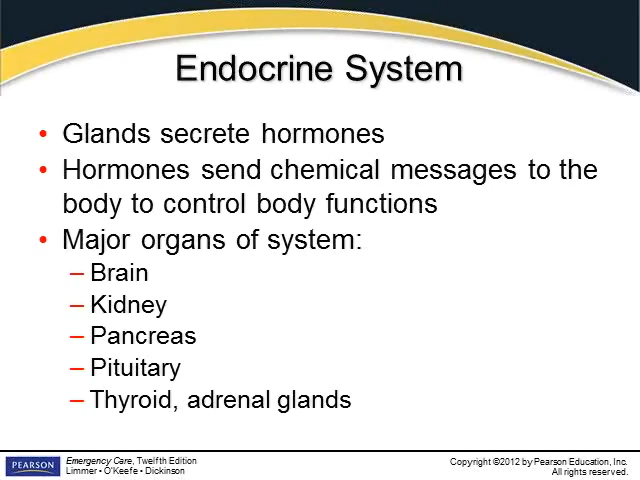 Endocrine System
• Glands secrete hormones
• Hormones send chemical messages to the
body to control body functions
• Major organs of system:
– Brain
– Kidney
– Pancreas
– Pituitary
– Thyroid, adrenal glands
PEARSON
Emergency Care, Twelfth Edition
Limmer • O'Keefe • Dickinson
Copyright ©2012 by Pearson Education, Inc.
All rights reserved.